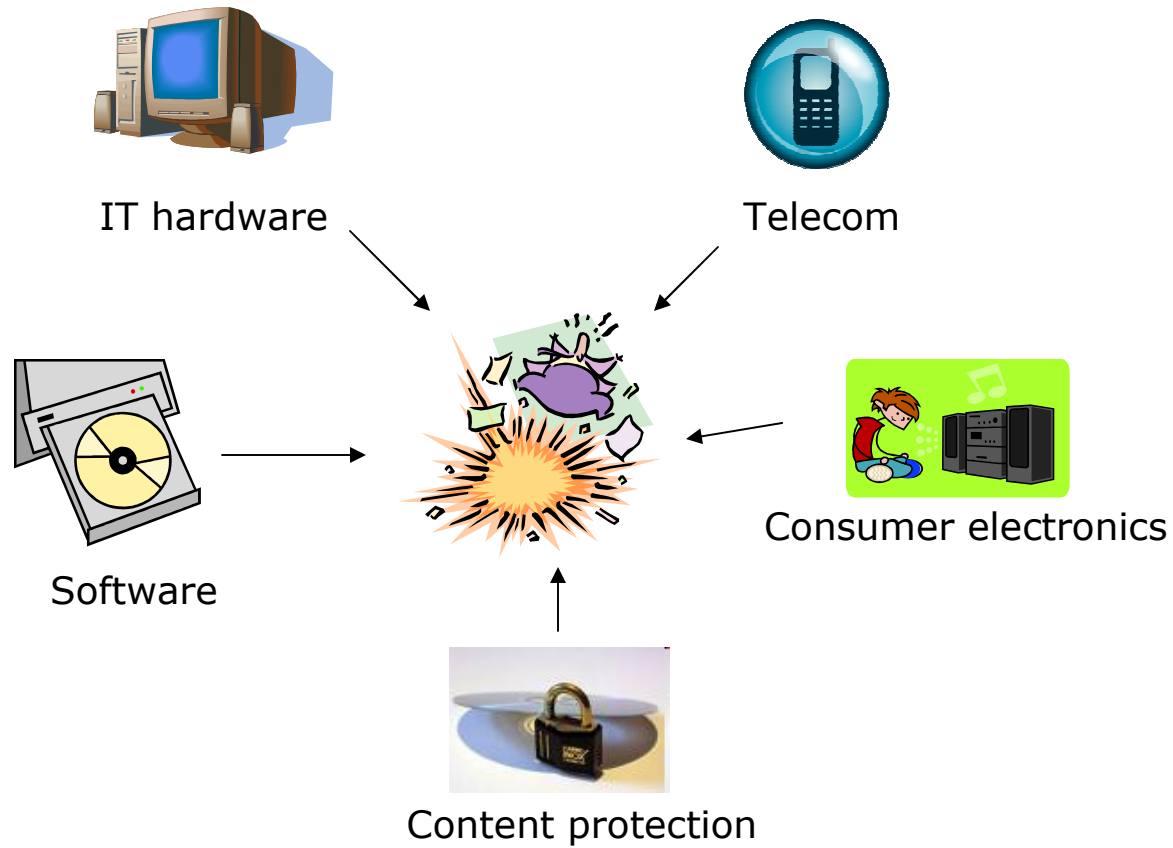 IT hardware
Telecom
Software
Consumer electronics
Content protection